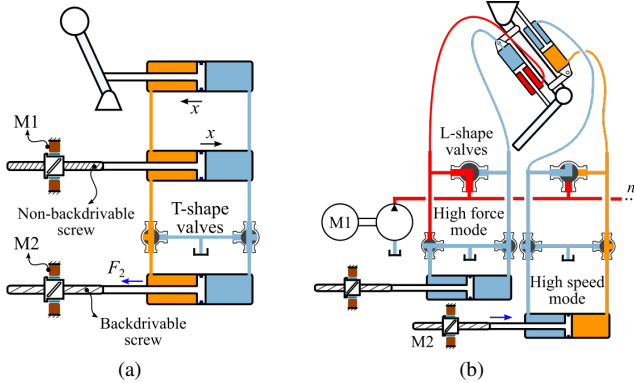 M1
x
x
Non-backdrivable
screw
T-shape
valves
M2
F2
Backdrivable
screw
(a)
L-shape
valves
n
M1
High force
mode
High speed
mode
M2
(b)